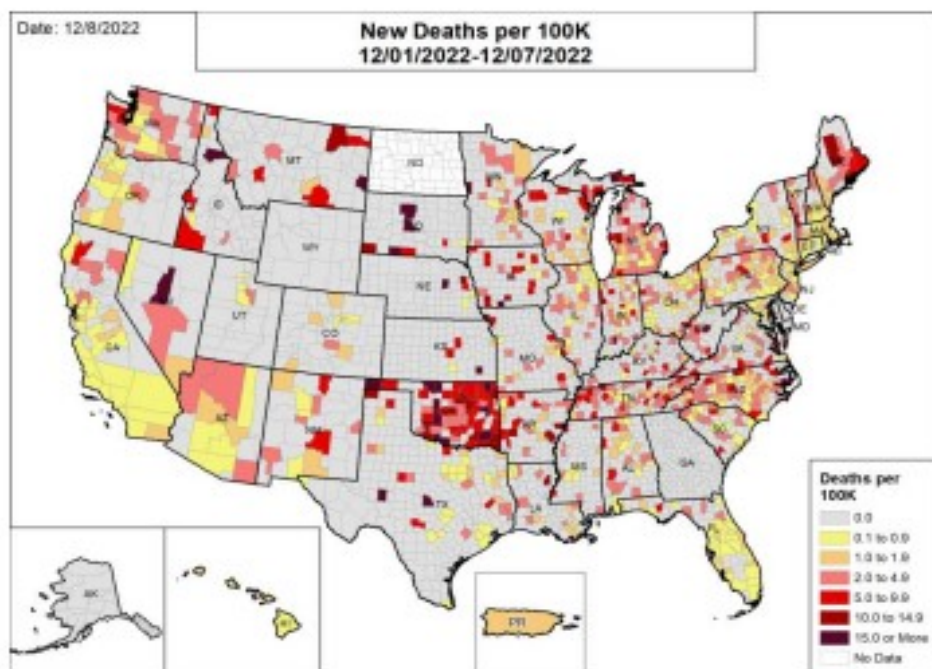 Date: 12/8/2022
New Deaths per 100K
12/01/2022-12/07/2022
WA
MT
ND
OR
ID
WY
SD
MN
WI
MI
NY
VT
NE
IA
NV
UT
CO
KS
MO
IL
IN
OH
PA
NJ
DE
MD
CA
AZ
NM
OK
AR
TN
KY
VA
NC
SC
TX
LA
MS
AL
GA
AK
HI
PR
Deaths per
100K
0.0
0.1 to 0.9
1.0 to 1.9
2.0 to 4.9
5.0 to 9.9
10.0 to 14.9
15.0 or More
No Data